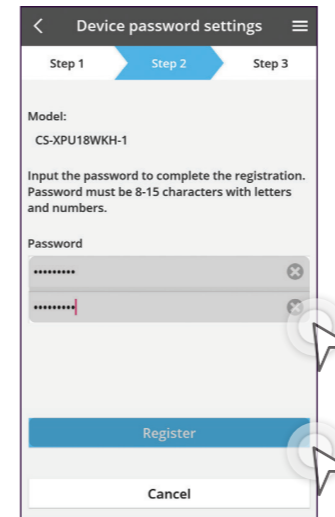 Device password settings
Step 1 Step 2 Step 3
Model:
CS-XPU18WKH-1
Input the password to complete the registration.
Password must be 8-15 characters with letters
and numbers.
Password
•••••••••
•••••••••
Register
Cancel